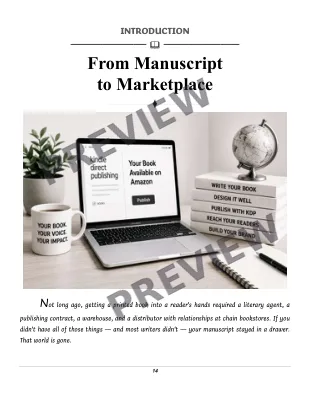 INTRODUCTION
From Manuscript
to Marketplace
PREVIEW
kindle
direct
publishing
Your Book
Available on
Amazon
Publish
YOUR BOOK.
YOUR VOICE.
YOUR IMPACT.
WRITE YOUR BOOK
DESIGN IT WELL
PUBLISH WITH KDP
REACH YOUR READERS
BUILD YOUR BRAND
PREVIEW
Not long ago, getting a printed book into a reader's hands required a literary agent, a
publishing contract, a warehouse, and a distributor with relationships at chain bookstores. If you
didn't have all of those things — and most writers didn't — your manuscript stayed in a drawer.
That world is gone.
14